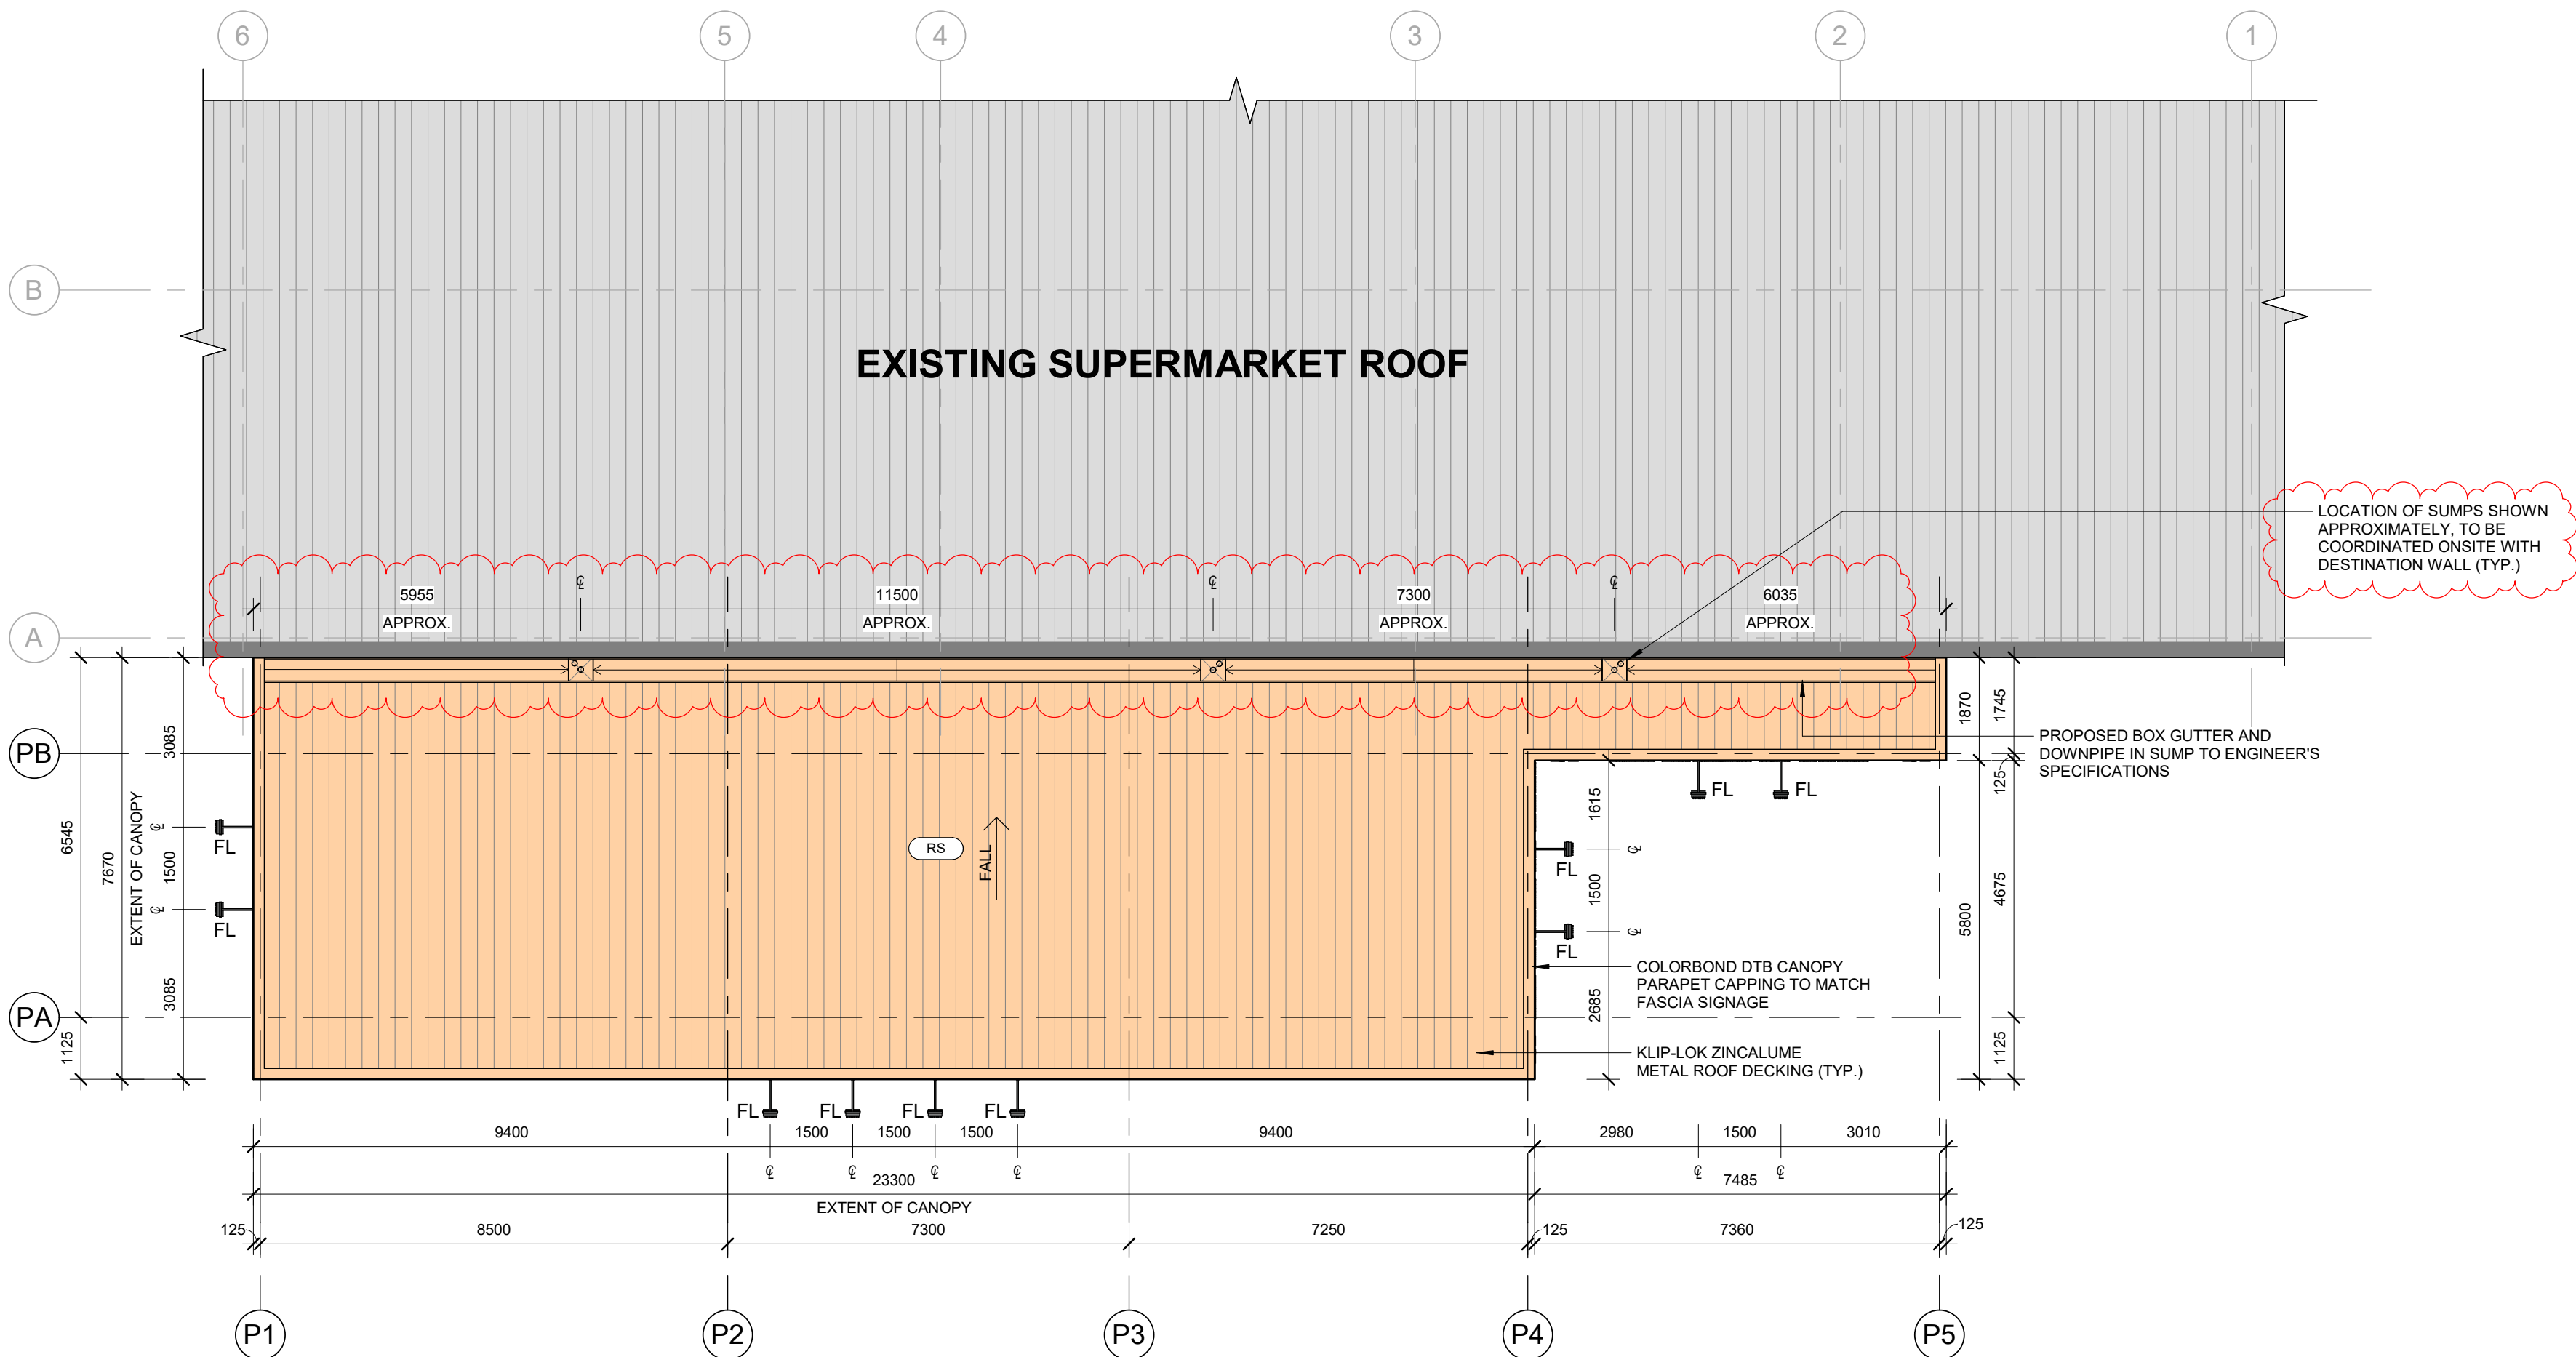 6 5 4 3 2 1
B
EXISTING SUPERMARKET ROOF
LOCATION OF SUMPS SHOWN
APPROXIMATELY, TO BE
COORDINATED ONSITE WITH
DESTINATION WALL (TYP.)
℄ ℄ ℄
5955 11500 7300 6035
APPROX. APPROX. APPROX. APPROX.
A
1870 1745
PROPOSED BOX GUTTER AND
DOWNPIPE IN SUMP TO ENGINEER'S
SPECIFICATIONS
PB
3085
125
FL FL
1615
6545
7670
EXTENT OF CANOPY
1500
℄
℄
FL
FL
RS
FALL
FL
FL
℄
℄
1500
5800
4675
COLORBOND DTB CANOPY
PARAPET CAPPING TO MATCH
FASCIA SIGNAGE
3085
2685
PA
1125
1125
KLIP-LOK ZINCALUME
METAL ROOF DECKING (TYP.)
FL FL FL FL
9400 1500 1500 1500 9400 2980 1500 3010
℄ ℄ ℄ ℄ ℄ ℄
23300 7485
EXTENT OF CANOPY
125 8500 7300 7250 125 7360 125
P1 P2 P3 P4 P5